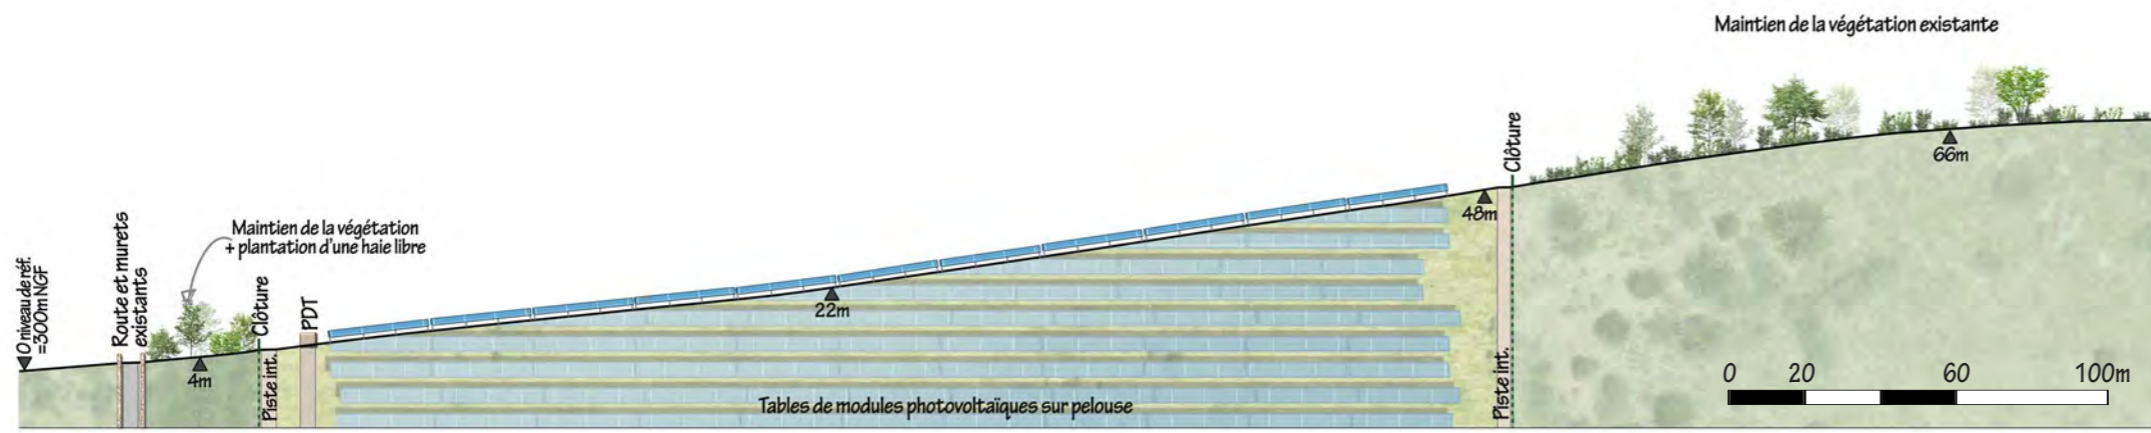 Maintien de la végétation existante
0 niveau de réf.
=300m NGF
Route et murets
existants
Maintien de la végétation
+ plantation d'une haie libre
4m
Clôture
Piste int.
PDT
22m
Tables de modules photovoltaïques sur pelouse
48m
Clôture
Piste int.
66m
0 20 60 100m